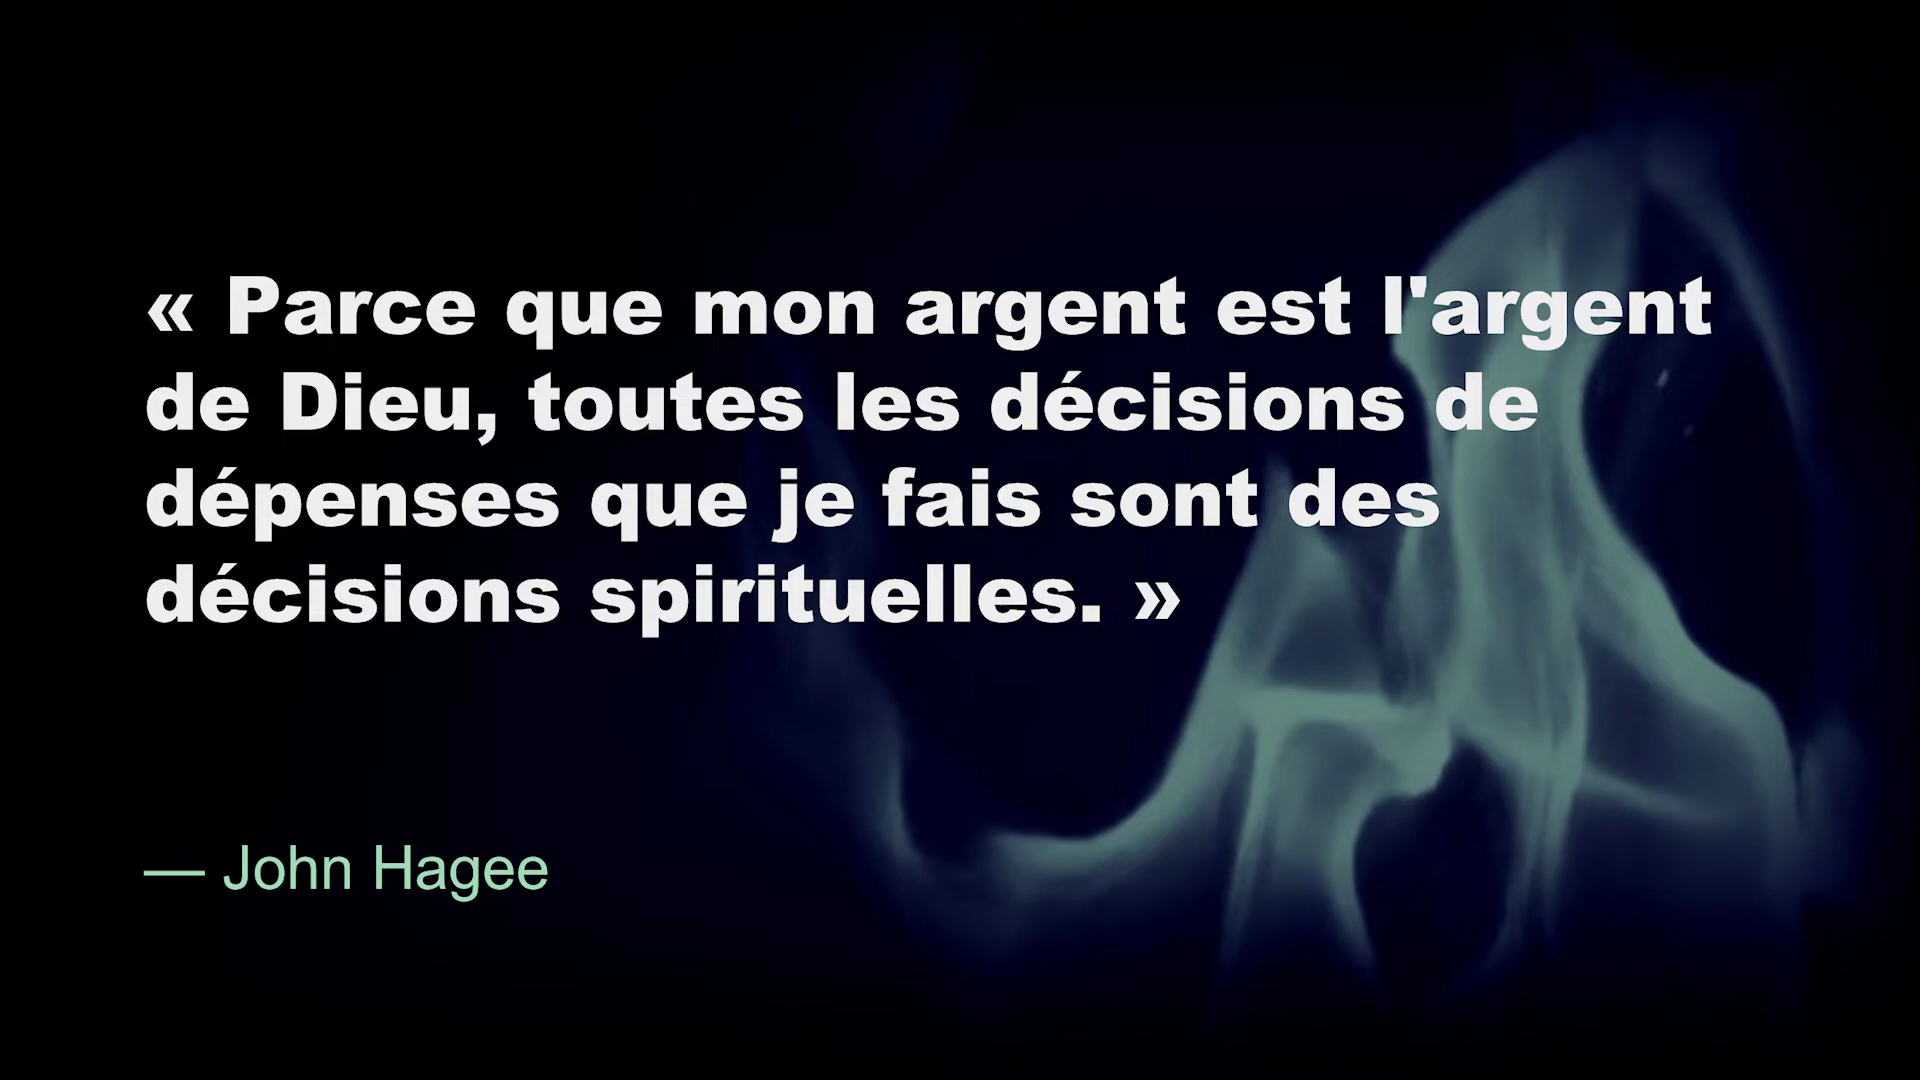 « Parce que mon argent est l'argent
de Dieu, toutes les décisions de
dépenses que je fais sont des
décisions spirituelles. »
— John Hagee